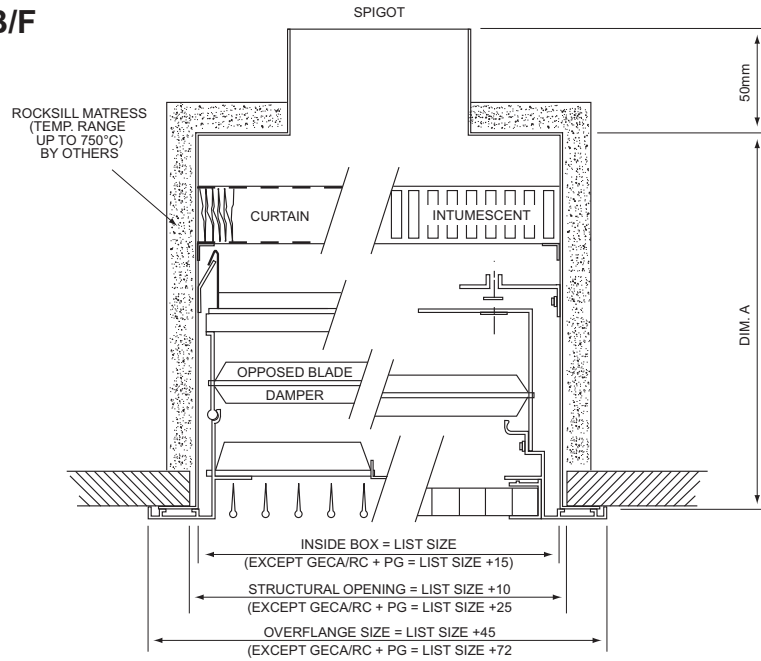 3/F
SPIGOT
50mm
ROCKSILL MATRESS
(TEMP. RANGE
UP TO 750°C)
BY OTHERS
CURTAIN
INTUMESCENT
DIM. A
OPPOSED BLADE
DAMPER
INSIDE BOX = LIST SIZE
(EXCEPT GECA/RC + PG = LIST SIZE +15)
STRUCTURAL OPENING = LIST SIZE +10
(EXCEPT GECA/RC + PG = LIST SIZE +25
OVERFLANGE SIZE = LIST SIZE +45
(EXCEPT GECA/RC + PG = LIST SIZE +72